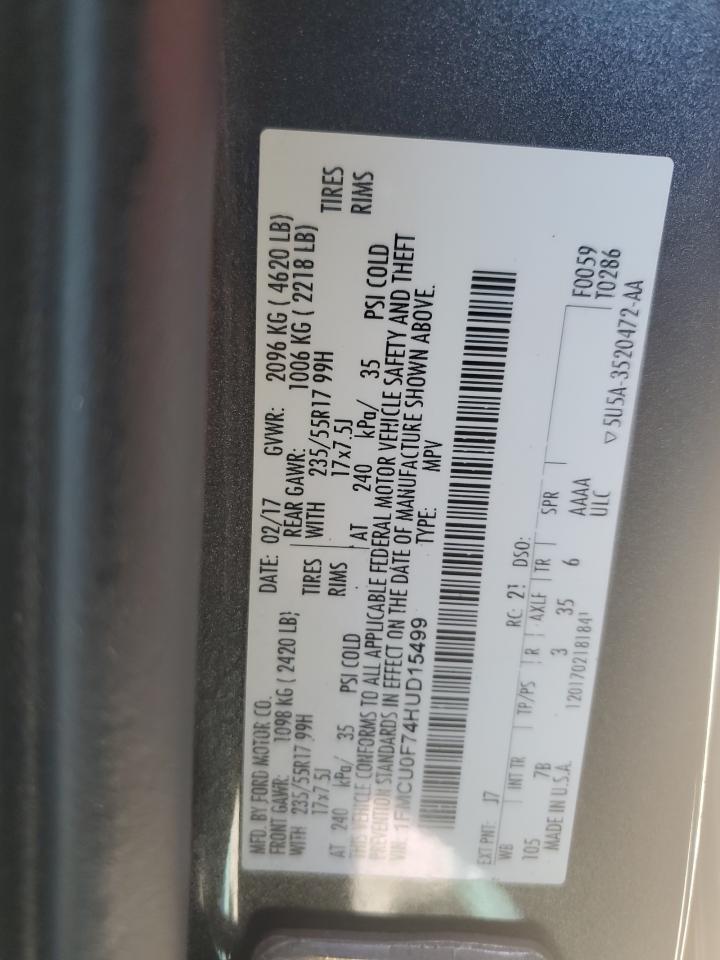 MFD. BY FORD MOTOR CO.
DATE: 02/17 GVWR: 2096 KG ( 4620 LB)
FRONT GAWR: 1098 KG ( 2420 LB) REAR GAWR: 1006 KG ( 2218 LB)
WITH 235/55R17 99H TIRES WITH 235/55R17 99H TIRES
17x7.5J RIMS 17x7.5J RIMS
AT 240 kPa/ 35 PSI COLD AT 240 kPa/ 35 PSI COLD
THIS VEHICLE CONFORMS TO ALL APPLICABLE FEDERAL MOTOR VEHICLE SAFETY AND THEFT
PREVENTION STANDARDS IN EFFECT ON THE DATE OF MANUFACTURE SHOWN ABOVE.
VIN: 1FMCU0F74HUD15499 TYPE: MPV
EXT PNT: J7 RC: 21 DSO:
WB INT TR TP/PS R AXLE TR SPR
105 7B 3 35 6 AAAA
F0059
T0286
ULC
MADE IN U.S.A. 
▽5U5A-3520472-AA